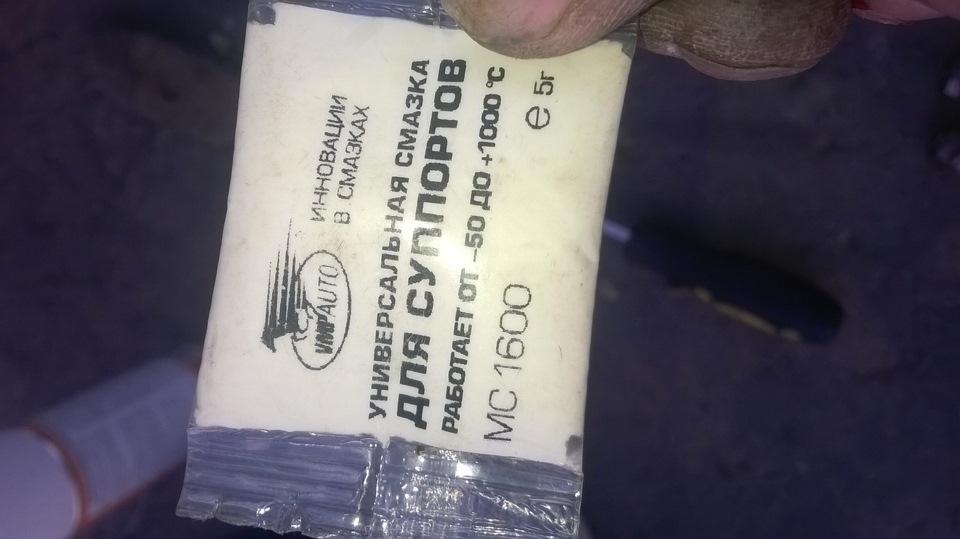 VMPAUTO
ИННОВАЦИИ
В СМАЗКАХ
УНИВЕРСАЛЬНАЯ СМАЗКА
ДЛЯ СУППОРТОВ
РАБОТАЕТ ОТ -50 ДО +1000 °С
МС 1600
е 5г